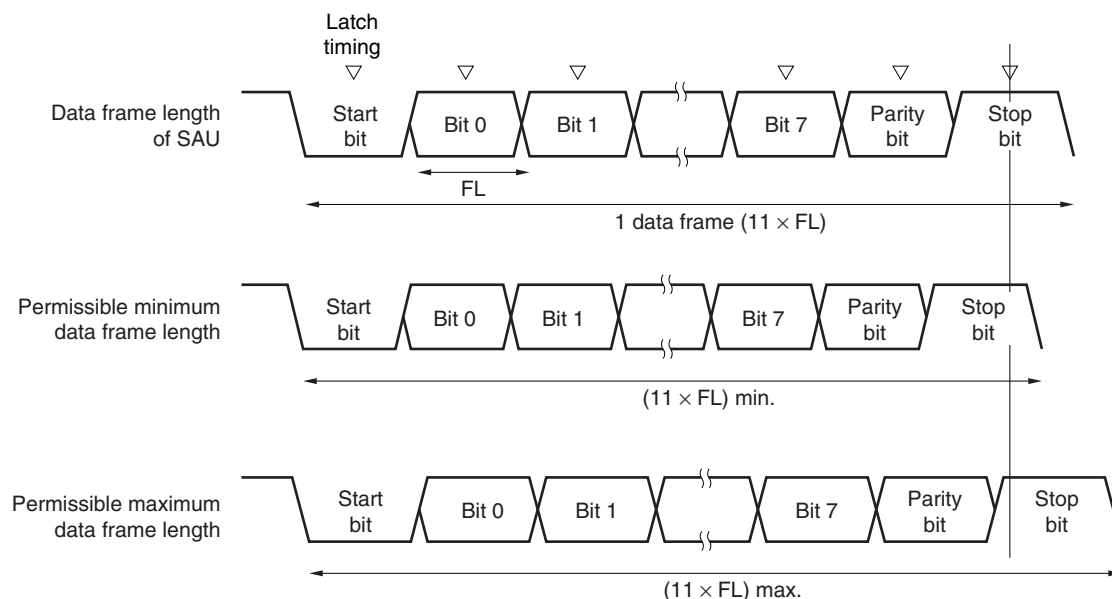 Latch
timing
Data frame length
of SAU
Start
bit
Bit 0
Bit 1
Bit 7
Parity
bit
Stop
bit
FL
1 data frame (11 × FL)
Permissible minimum
data frame length
Start
bit
Bit 0
Bit 1
Bit 7
Parity
bit
Stop
bit
(11 × FL) min.
Permissible maximum
data frame length
Start
bit
Bit 0
Bit 1
Bit 7
Parity
bit
Stop
bit
(11 × FL) max.